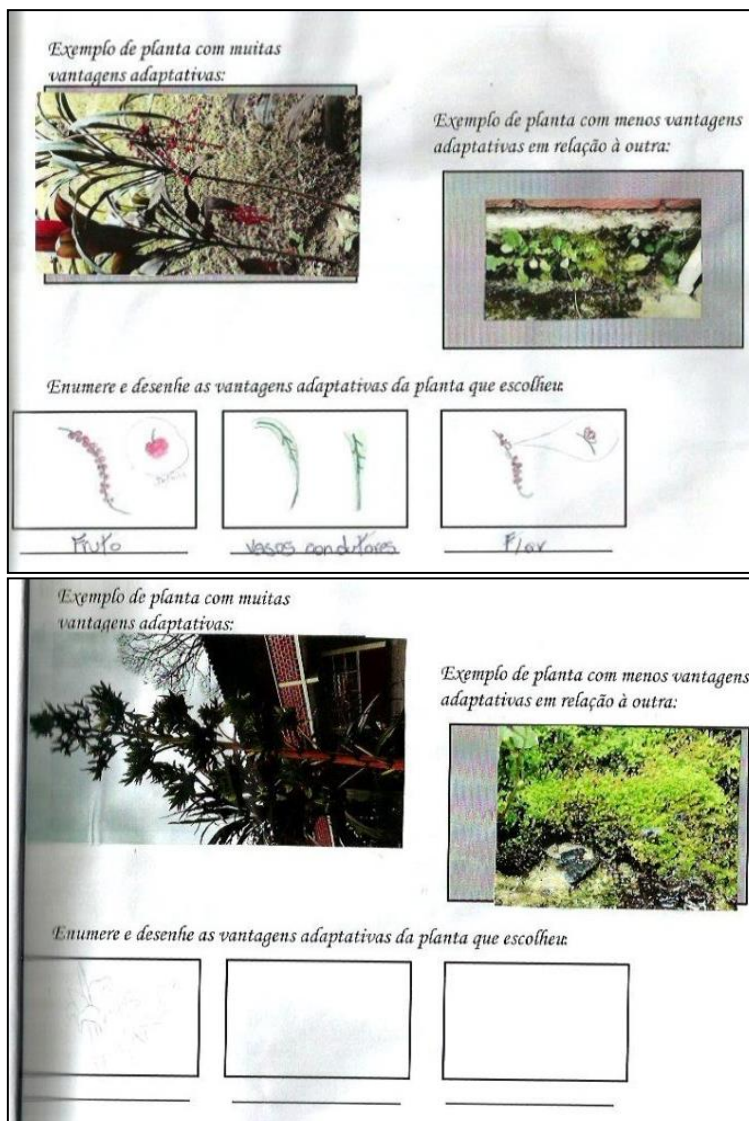 Exemplo de planta com muitas
vantagens adaptativas:
Exemplo de planta com menos vantagens
adaptativas em relação à outra:
Enumere e desenhe as vantagens adaptativas da planta que escolheu:
Fruto
vasos condutores
Flor
Exemplo de planta com muitas
vantagens adaptativas:
Exemplo de planta com menos vantagens
adaptativas em relação à outra:
Enumere e desenhe as vantagens adaptativas da planta que escolheu: